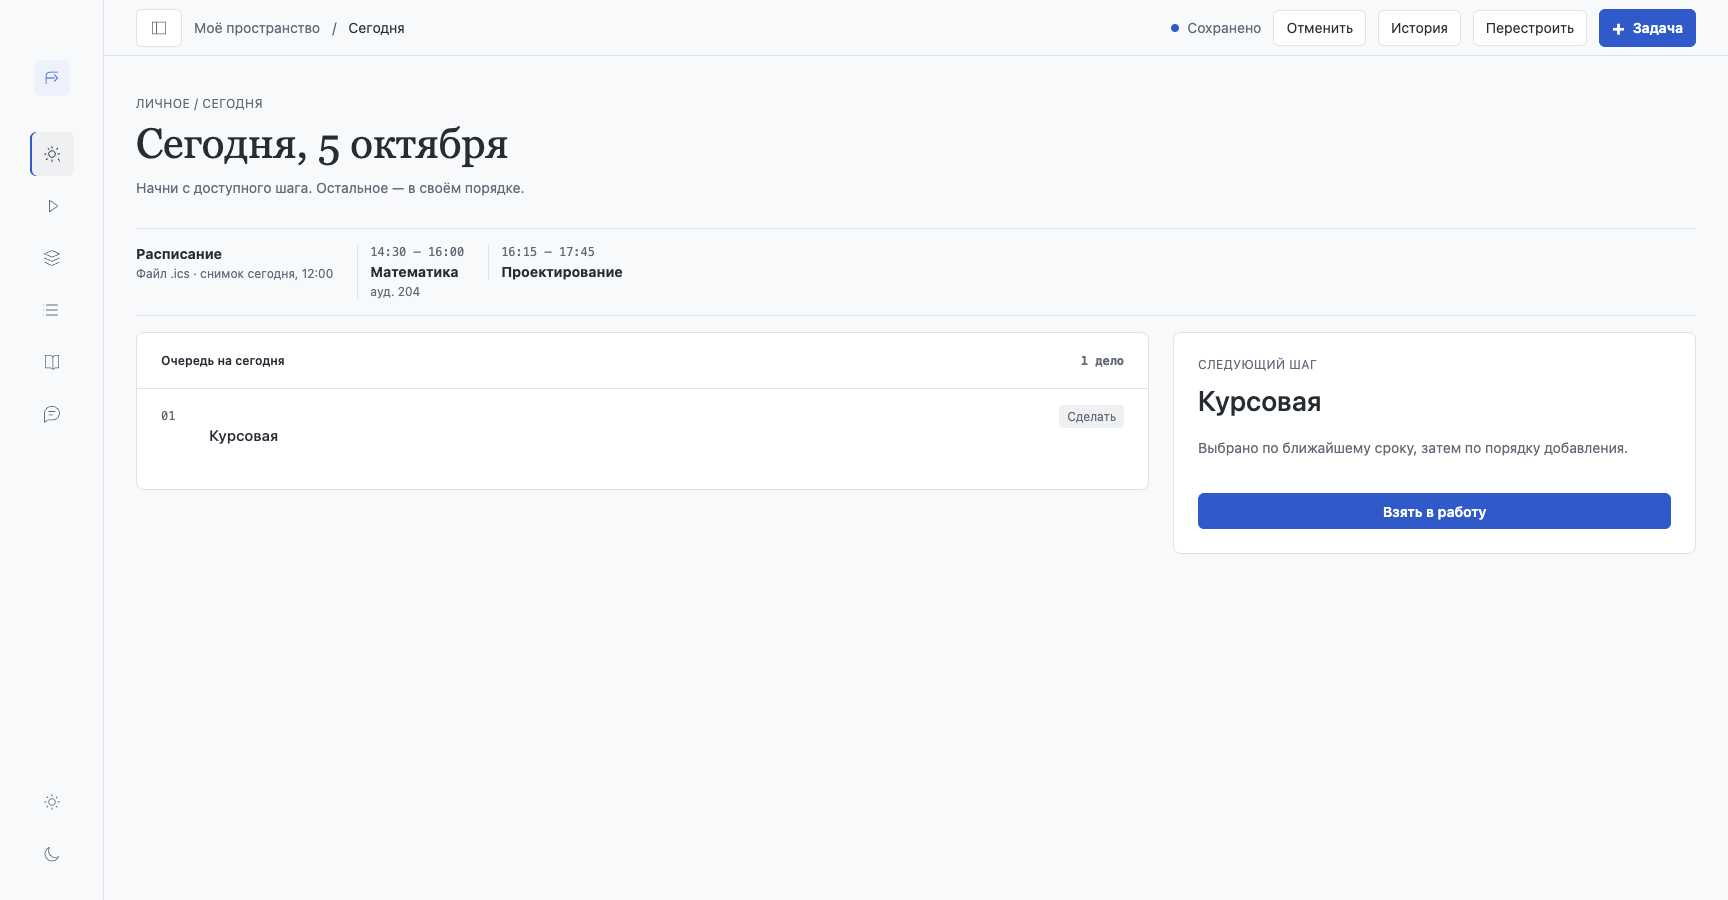 Моё пространство / Сегодня
Сохранено
Отменить
История
Перестроить
+ Задача
ЛИЧНОЕ / СЕГОДНЯ
Сегодня, 5 октября
Начни с доступного шага. Остальное — в своём порядке.
Расписание
Файл .ics · снимок сегодня, 12:00
14:30 — 16:00
Математика
ауд. 204
16:15 — 17:45
Проектирование
Очередь на сегодня
1 дело
01
Курсовая
Сделать
СЛЕДУЮЩИЙ ШАГ
Курсовая
Выбрано по ближайшему сроку, затем по порядку добавления.
Взять в работу